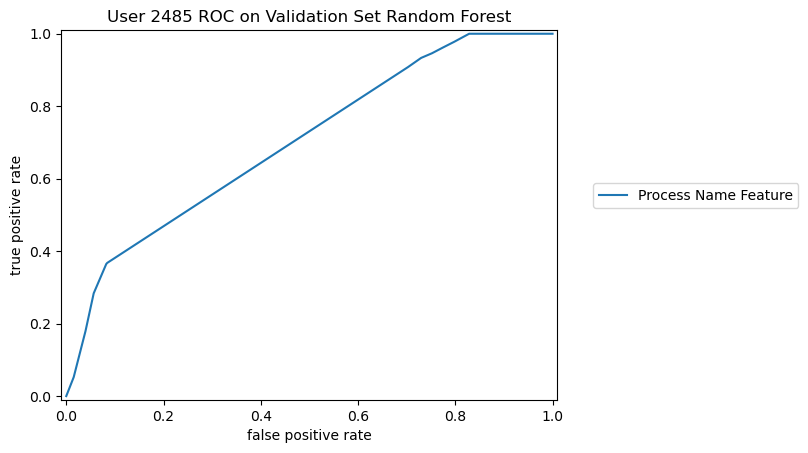 User 2485 ROC on Validation Set Random Forest
1.0
0.8
0.6
0.4
0.2
0.0
true positive rate
0.0 0.2 0.4 0.6 0.8 1.0
false positive rate
Process Name Feature